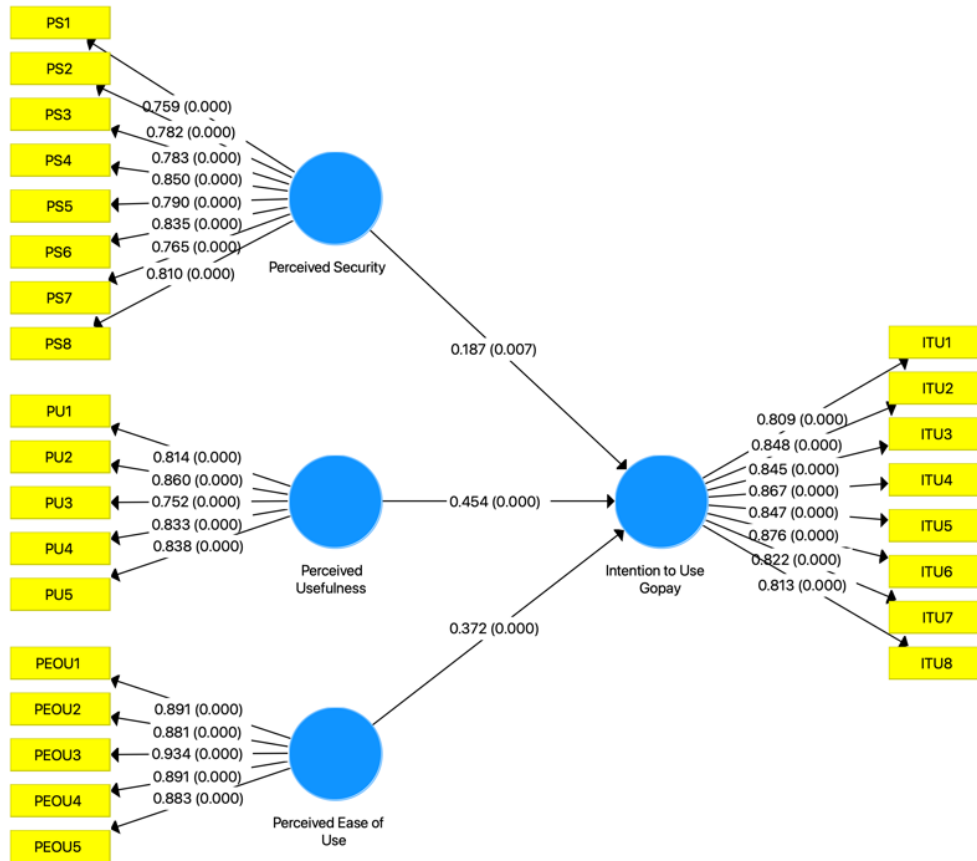 PS1
PS2
PS3
PS4
PS5
PS6
PS7
PS8
0.759 (0.000)
0.782 (0.000)
0.783 (0.000)
0.850 (0.000)
0.790 (0.000)
0.835 (0.000)
0.765 (0.000)
0.810 (0.000)
Perceived Security
0.187 (0.007)
PU1
PU2
PU3
PU4
PU5
0.814 (0.000)
0.860 (0.000)
0.752 (0.000)
0.833 (0.000)
0.838 (0.000)
Perceived
Usefulness
0.454 (0.000)
PEOU1
PEOU2
PEOU3
PEOU4
PEOU5
0.891 (0.000)
0.881 (0.000)
0.934 (0.000)
0.891 (0.000)
0.883 (0.000)
Perceived Ease of
Use
0.372 (0.000)
Intention to Use
Gopay
0.809 (0.000)
0.848 (0.000)
0.845 (0.000)
0.867 (0.000)
0.847 (0.000)
0.876 (0.000)
0.822 (0.000)
0.813 (0.000)
ITU1
ITU2
ITU3
ITU4
ITU5
ITU6
ITU7
ITU8